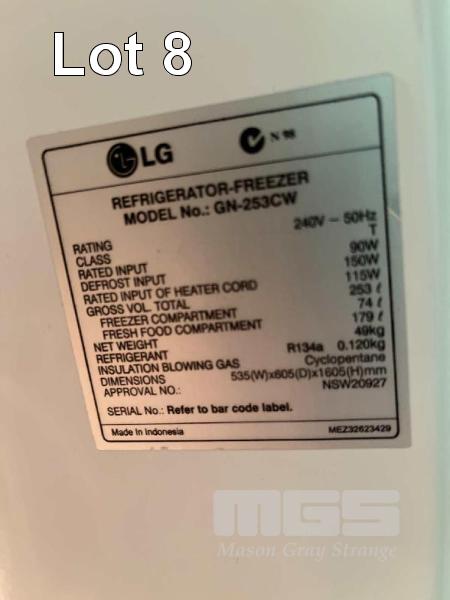 Lot 8
LG N 98
REFRIGERATOR-FREEZER
MODEL No.: GN-253CW
RATING 240V ~ 50Hz
CLASS T
RATED INPUT 90W
DEFROST INPUT 150W
RATED INPUT OF HEATER CORD 115W
GROSS VOL. TOTAL 253 ℓ
FREEZER COMPARTMENT 74 ℓ
FRESH FOOD COMPARTMENT 179 ℓ
NET WEIGHT 49kg
REFRIGERANT R134a 0.120kg
INSULATION BLOWING GAS Cyclopentane
DIMENSIONS 535(W)x605(D)x1605(H)mm
APPROVAL NO.: NSW20927
SERIAL No.: Refer to bar code label.
Made in Indonesia MEZ32623429
MGS
Mason Gray Strange